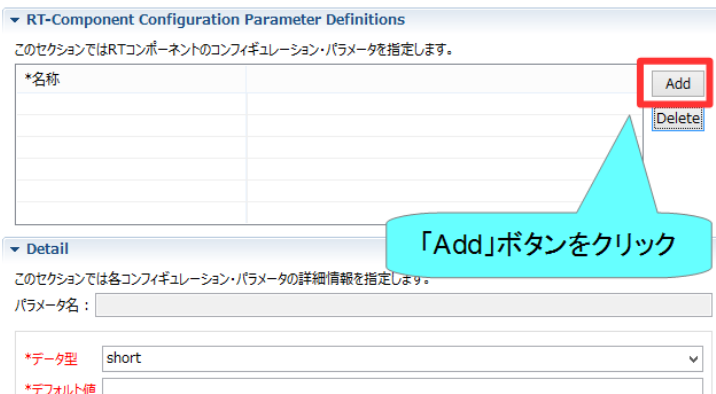 RT-Component Configuration Parameter Definitions
このセクションではRTコンポーネントのコンフィギュレーション・パラメータを指定します。
*名称
Add
Delete
「Add」ボタンをクリック
Detail
このセクションでは各コンフィギュレーション・パラメータの詳細情報を指定します。
パラメータ名：
*データ型
short
*デフォルト値